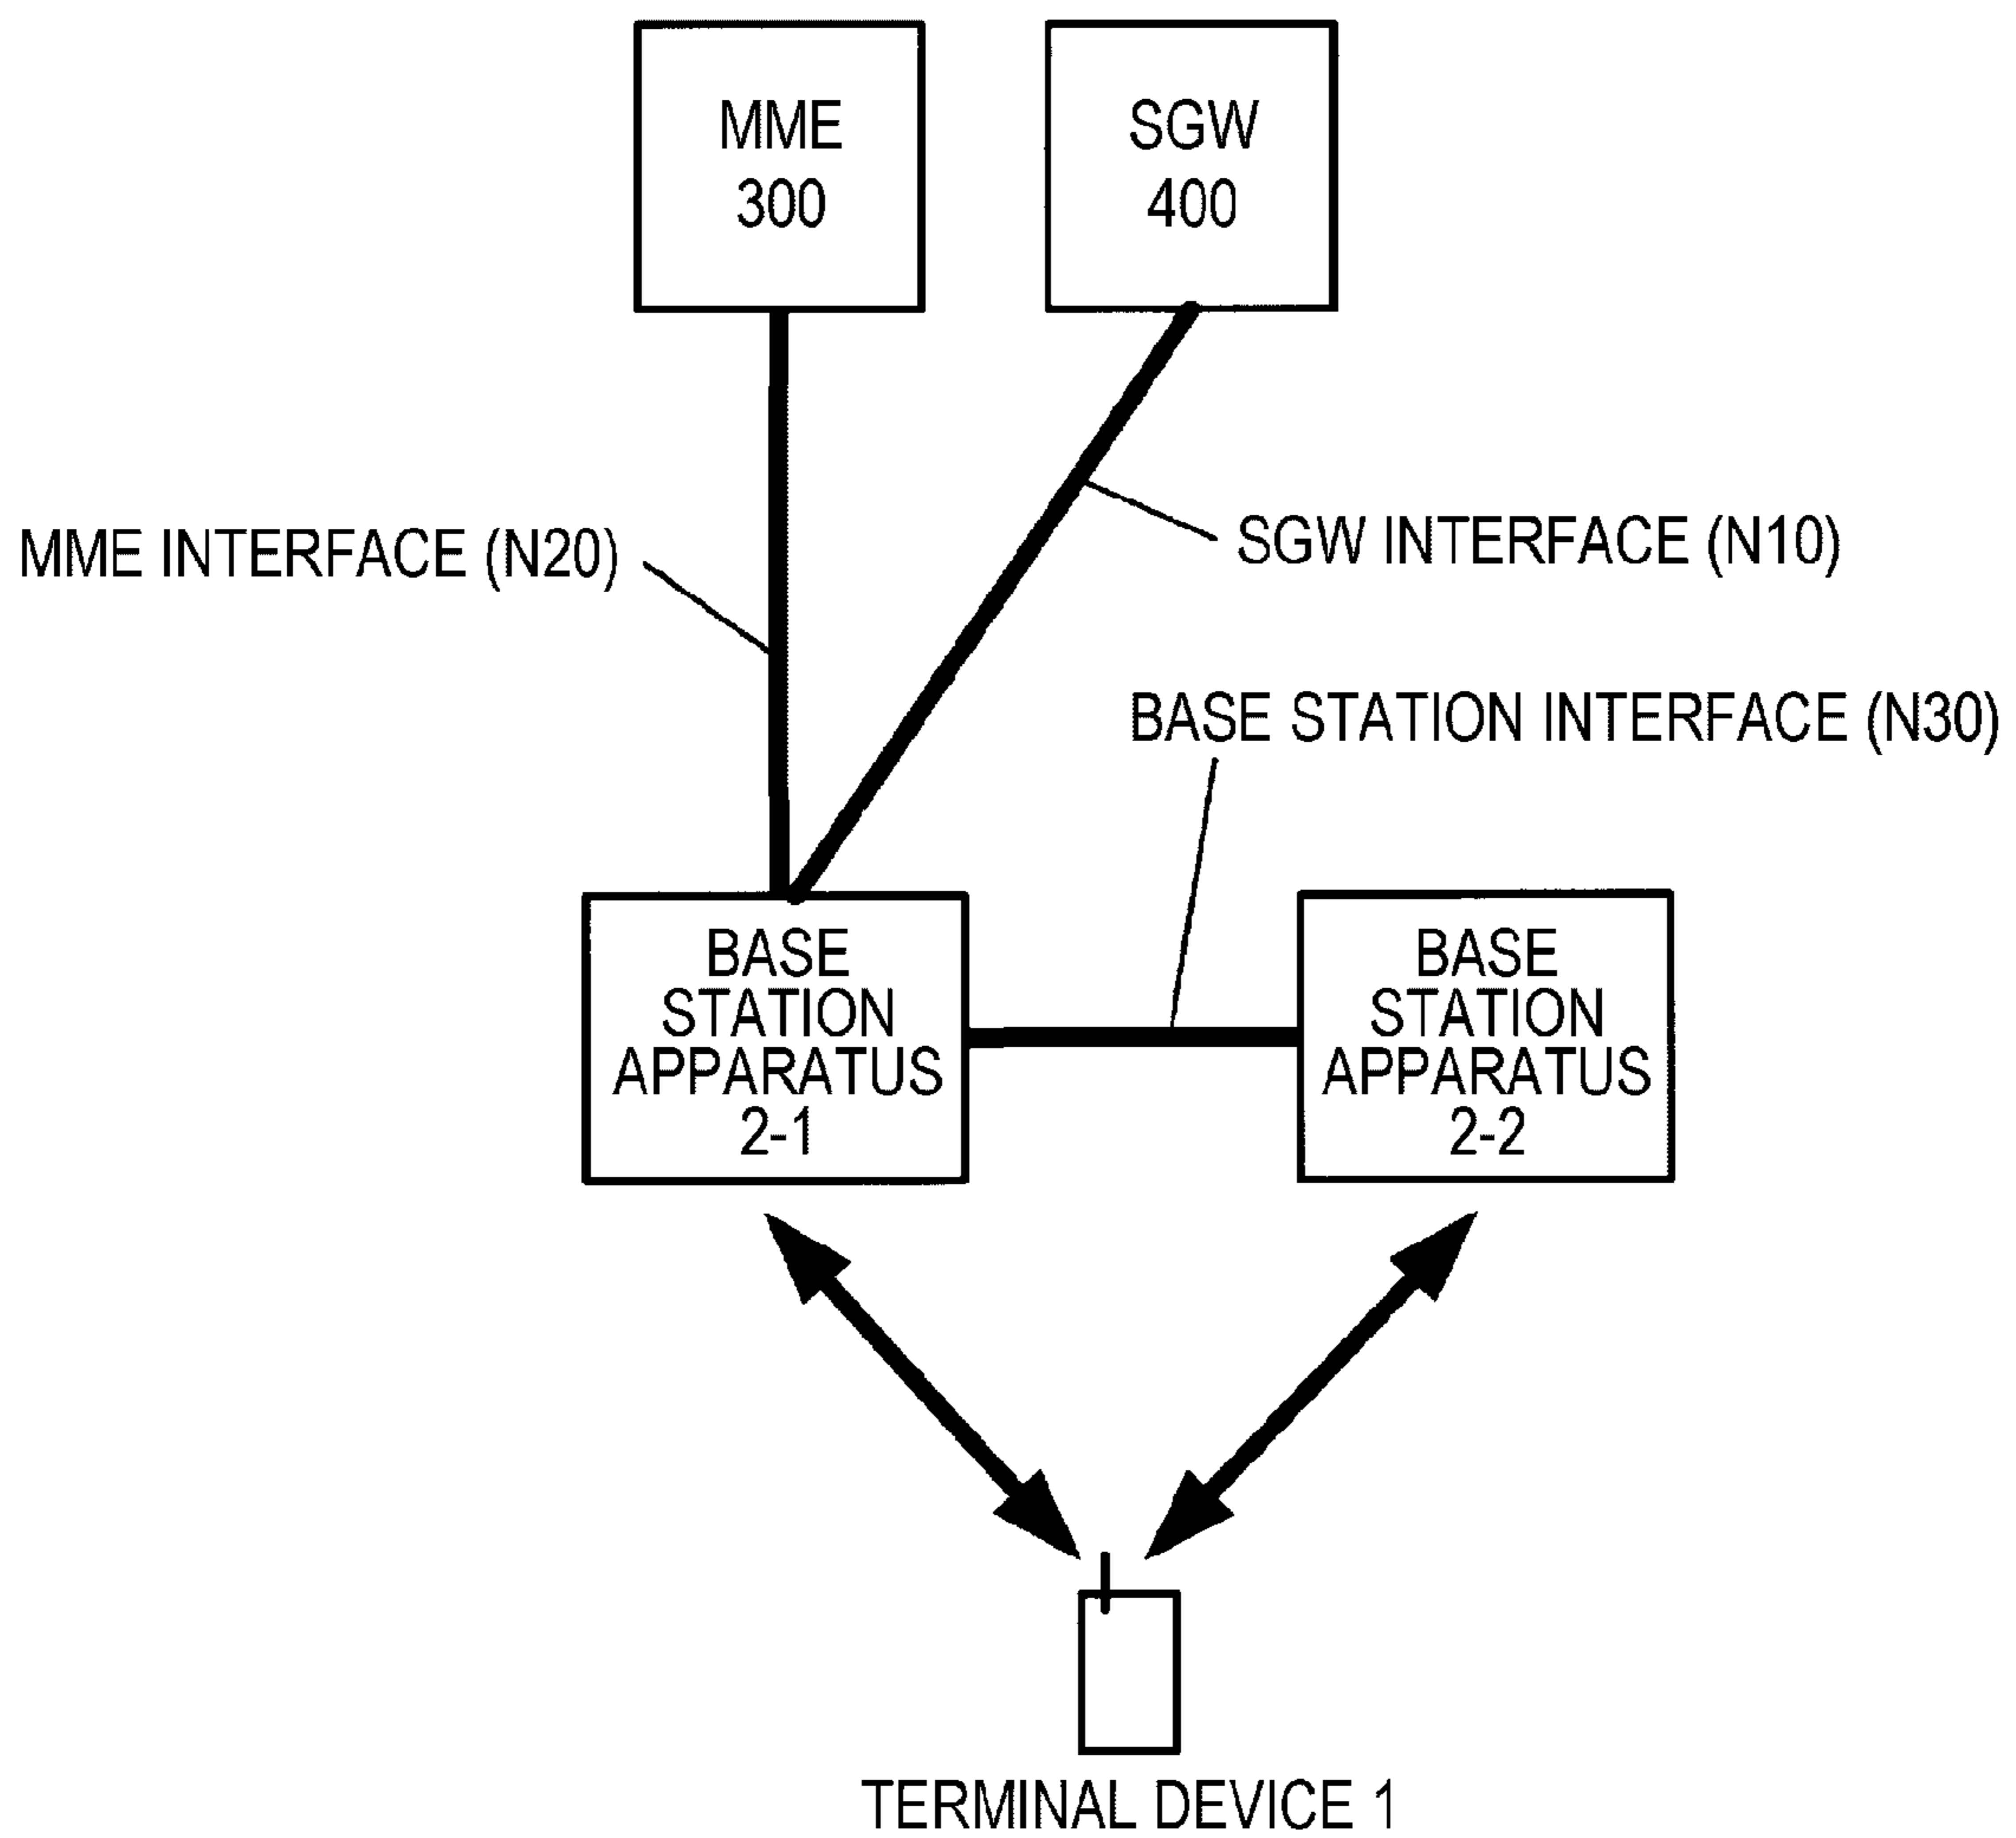 MME
300
SGW
400
MME INTERFACE (N20)
SGW INTERFACE (N10)
BASE STATION INTERFACE (N30)
BASE
STATION
APPARATUS
2-1
BASE
STATION
APPARATUS
2-2
TERMINAL DEVICE 1